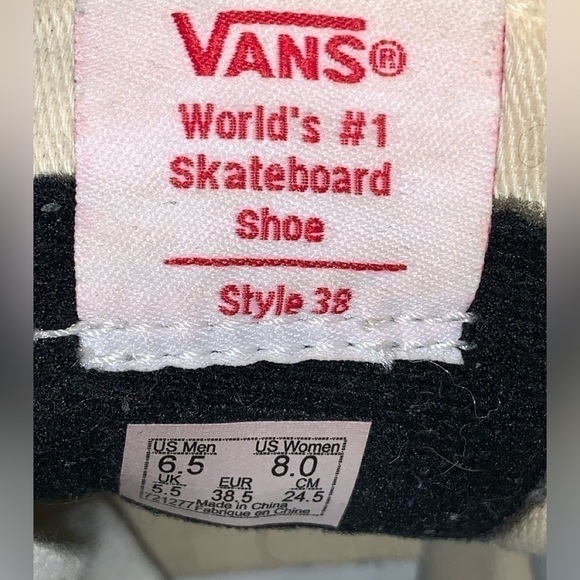 VANS®
World's #1
Skateboard
Shoe
Style 38
US Men US Women
6.5 8.0
UK EUR CM
5.5 38.5 24.5
721277 Made in China
Fabrique en Chine